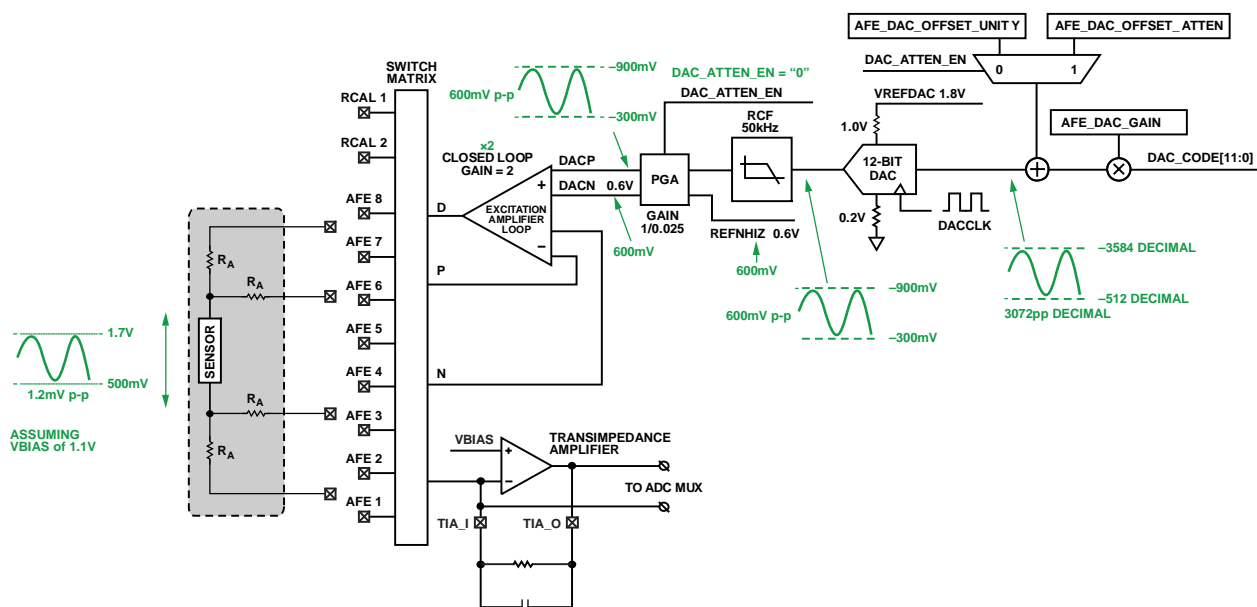 AFE_DAC_OFFSET_UNITY
AFE_DAC_OFFSET_ATTEN
DAC_ATTEN_EN
0
1
SWITCH
MATRIX
–900mV
600mV p-p
–300mV
DAC_ATTEN_EN = “0”
DAC_ATTEN_EN
VREFDAC 1.8V
AFE_DAC_GAIN
RCAL 1
RCAL 2
×2
CLOSED LOOP
GAIN = 2
RCF
50kHz
1.0V
12-BIT
DAC
DAC_CODE[11:0]
DACP
+
DACN
0.6V
PGA
EXCITATION
AMPLIFIER
LOOP
–
D
P
N
GAIN
1/0.025
0.2V
DACCLK
REFNHIZ 0.6V
600mV
600mV
–3584 DECIMAL
–512 DECIMAL
3072pp DECIMAL
–900mV
600mV p-p
–300mV
AFE 8
AFE 7
AFE 6
AFE 5
AFE 4
AFE 3
AFE 2
AFE 1
RA
RA
SENSOR
RA
RA
1.7V
500mV
1.2mV p-p
ASSUMING
VBIAS of 1.1V
VBIAS
+
–
TRANSIMPEDANCE
AMPLIFIER
TO ADC MUX
TIA_I
TIA_O